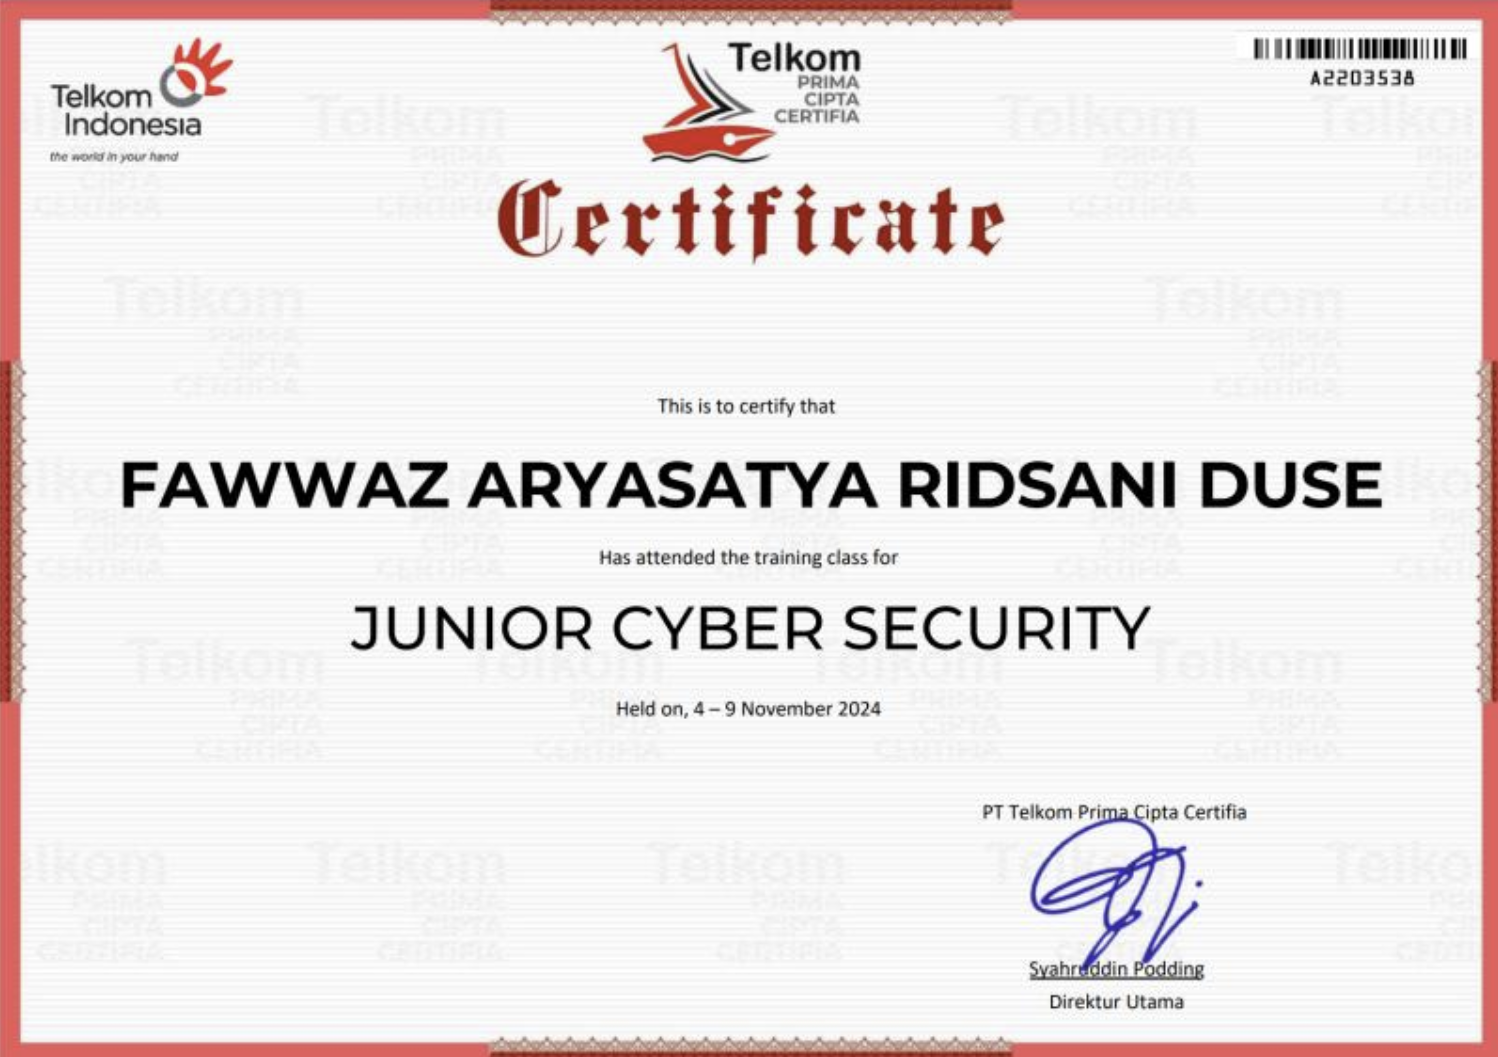 Telkom
Indonesia
the world in your hand
Telkom
PRIMA
CIPTA
CERTIFIA
A2203538
Certificate
This is to certify that
FAWWAZ ARYASATYA RIDSANI DUSE
Has attended the training class for
JUNIOR CYBER SECURITY
Held on, 4 – 9 November 2024
PT Telkom Prima Cipta Certifia
Syahruddin Podding
Direktur Utama